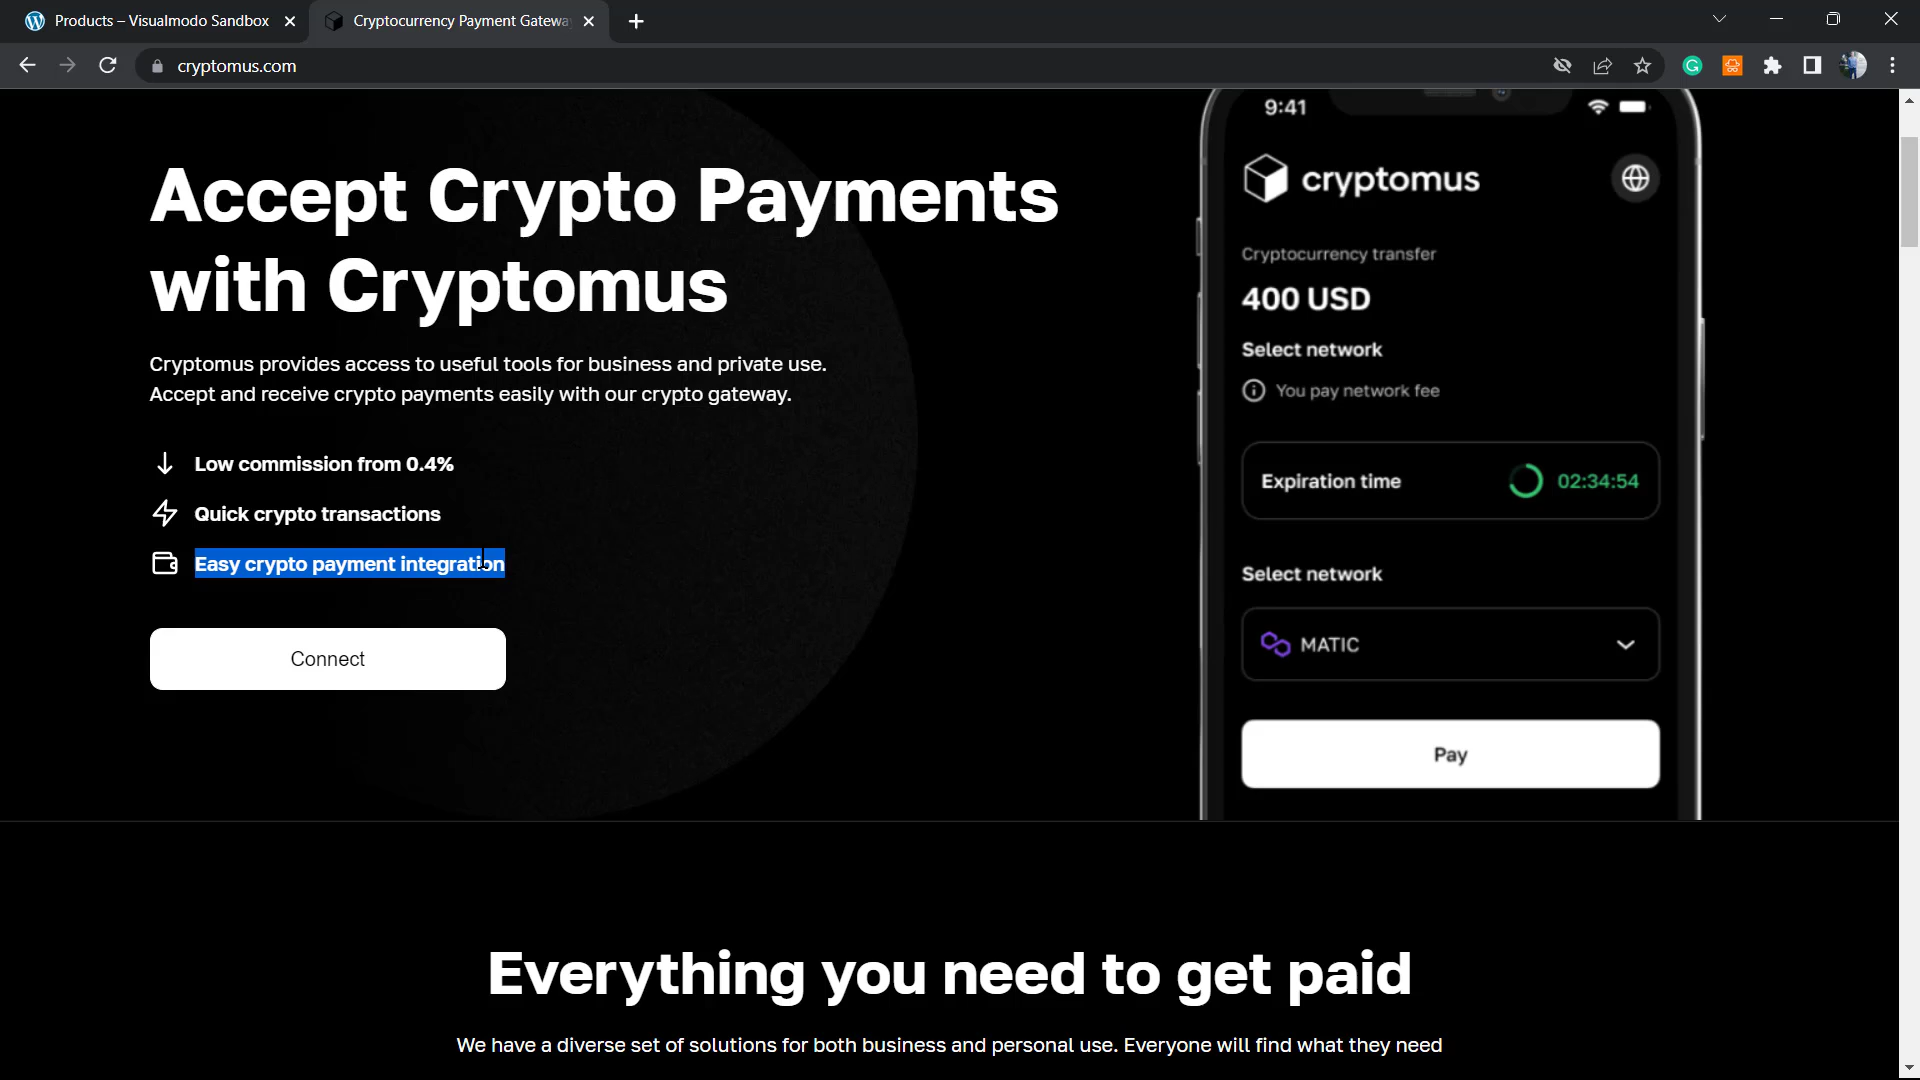 Products – Visualmodo Sandbox
Cryptocurrency Payment Gatewa
cryptomus.com
Accept Crypto Payments
with Cryptomus
Cryptomus provides access to useful tools for business and private use.
Accept and receive crypto payments easily with our crypto gateway.
Low commission from 0.4%
Quick crypto transactions
Easy crypto payment integration
Connect
9:41
cryptomus
Cryptocurrency transfer
400 USD
Select network
You pay network fee
Expiration time 02:34:54
Select network
MATIC
Pay
Everything you need to get paid
We have a diverse set of solutions for both business and personal use. Everyone will find what they need